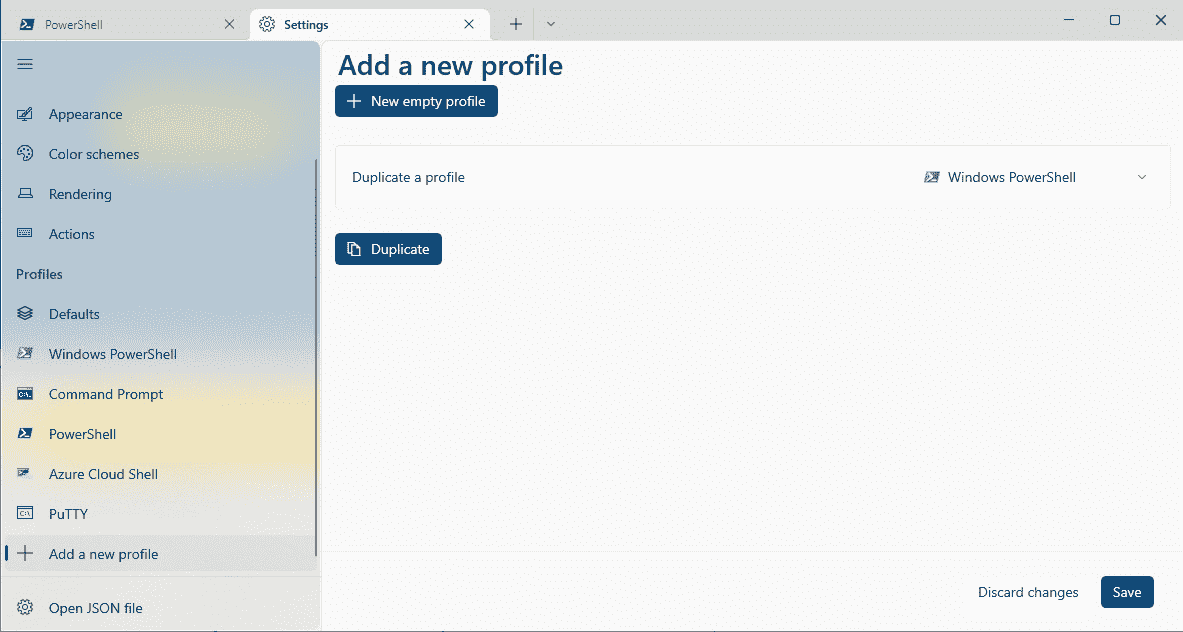 PowerShell
Settings
Appearance
Color schemes
Rendering
Actions
Profiles
Defaults
Windows PowerShell
Command Prompt
PowerShell
Azure Cloud Shell
PuTTY
Add a new profile
Open JSON file
Add a new profile
New empty profile
Duplicate a profile
Windows PowerShell
Duplicate
Discard changes
Save